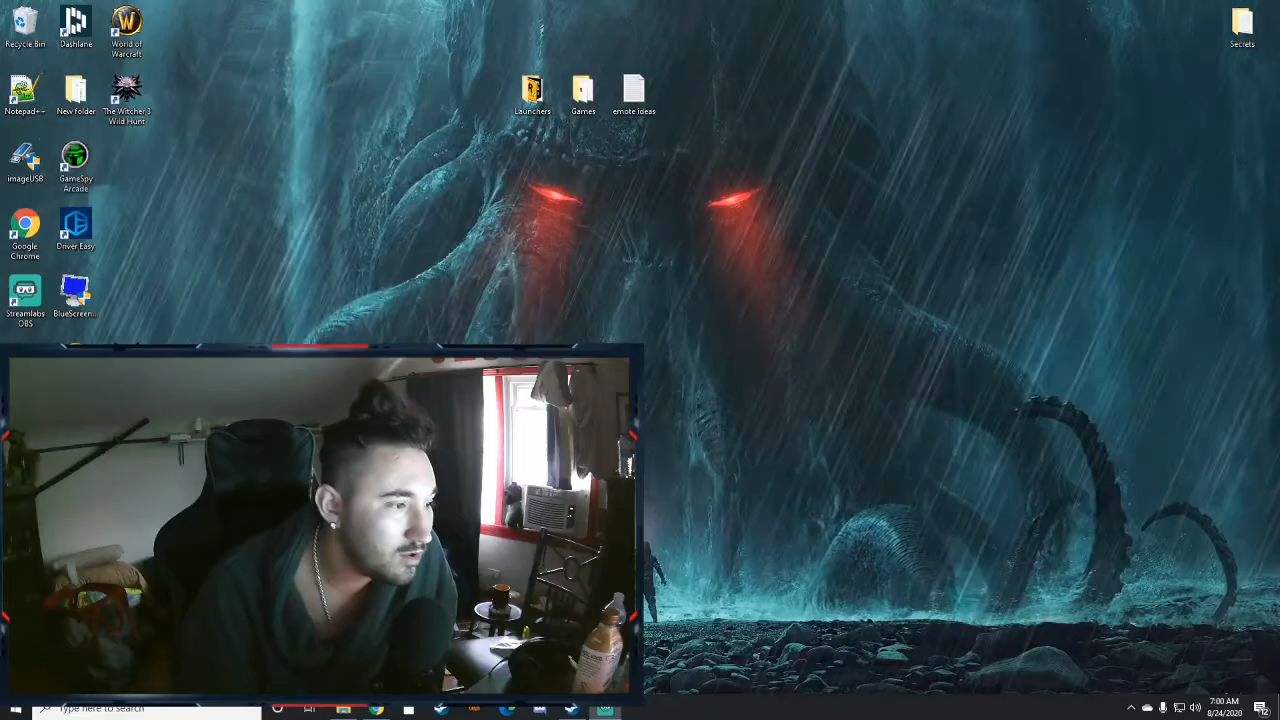 Recycle Bin
Dashlane
World of
Warcraft
Notepad++
New folder
The Witcher 3
Wild Hunt
imageUSB
GameSpy
Arcade
Google
Chrome
Driver Easy
Streamlabs
OBS
BlueScreen...
Launchers
Games
emote ideas
Secrets
Type here to search
7:00 AM
8/24/2020